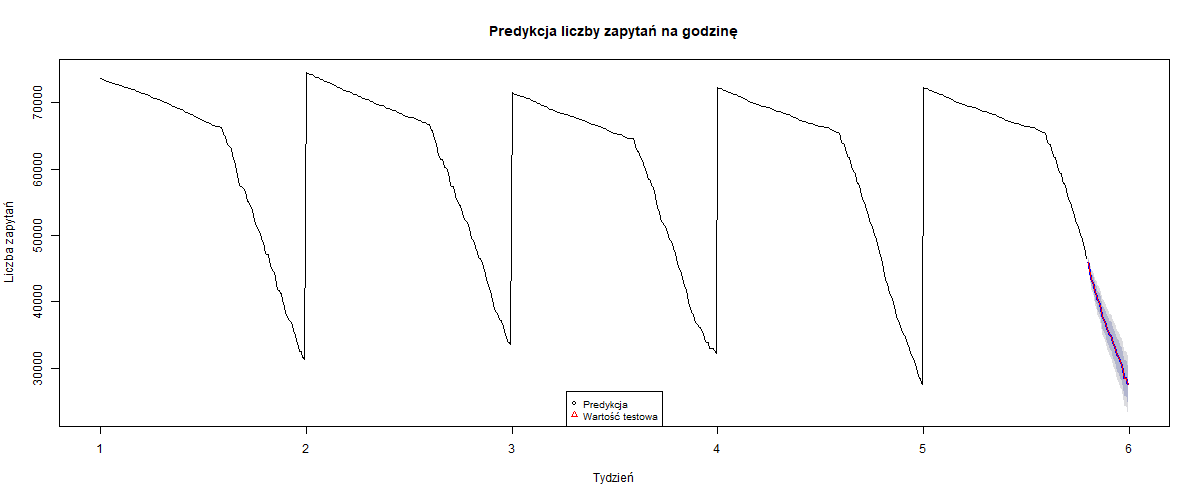 Predykcja liczby zapytań na godzinę
Liczba zapytań
70000
60000
50000
40000
30000
Predykcja
Wartość testowa
1 2 3 4 5 6
Tydzień